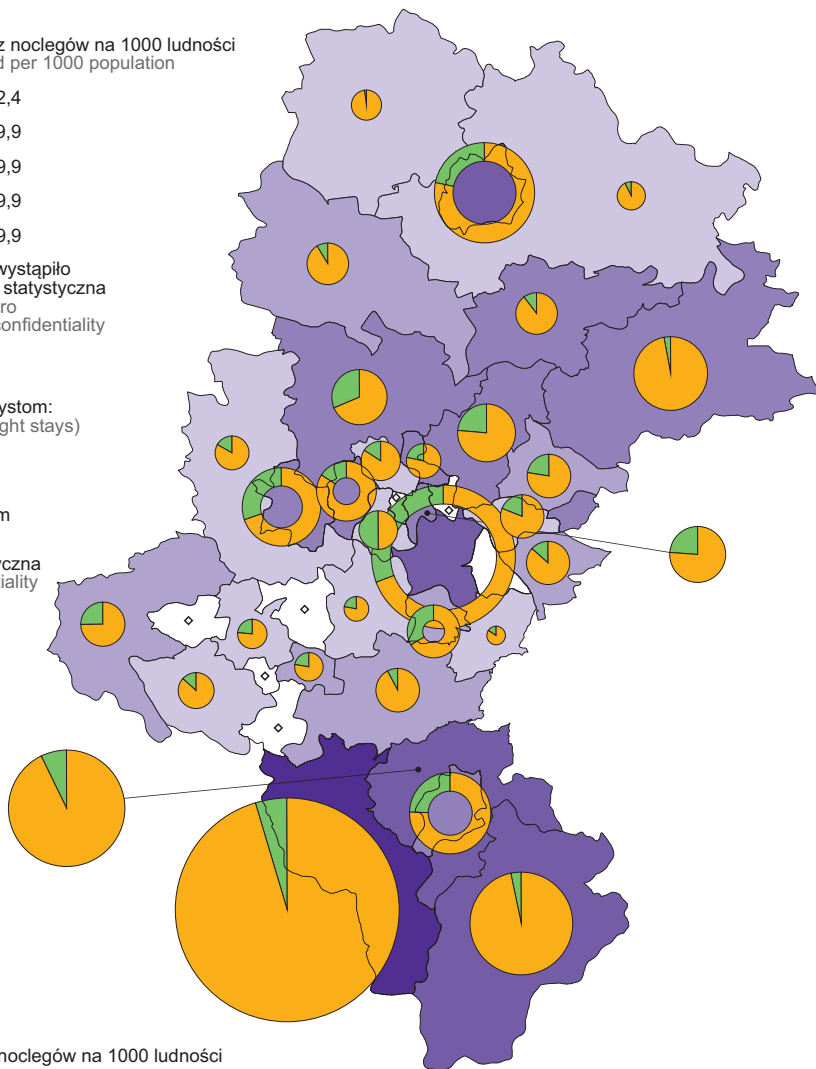 z noclegów na 1000 ludności
d per 1000 population
2,4
9,9
9,9
9,9
9,9
wystąpiło
statystyczna
ro
confidentiality
ystom:
ght stays)
m
yczna
tiality
noclegów na 1000 ludności